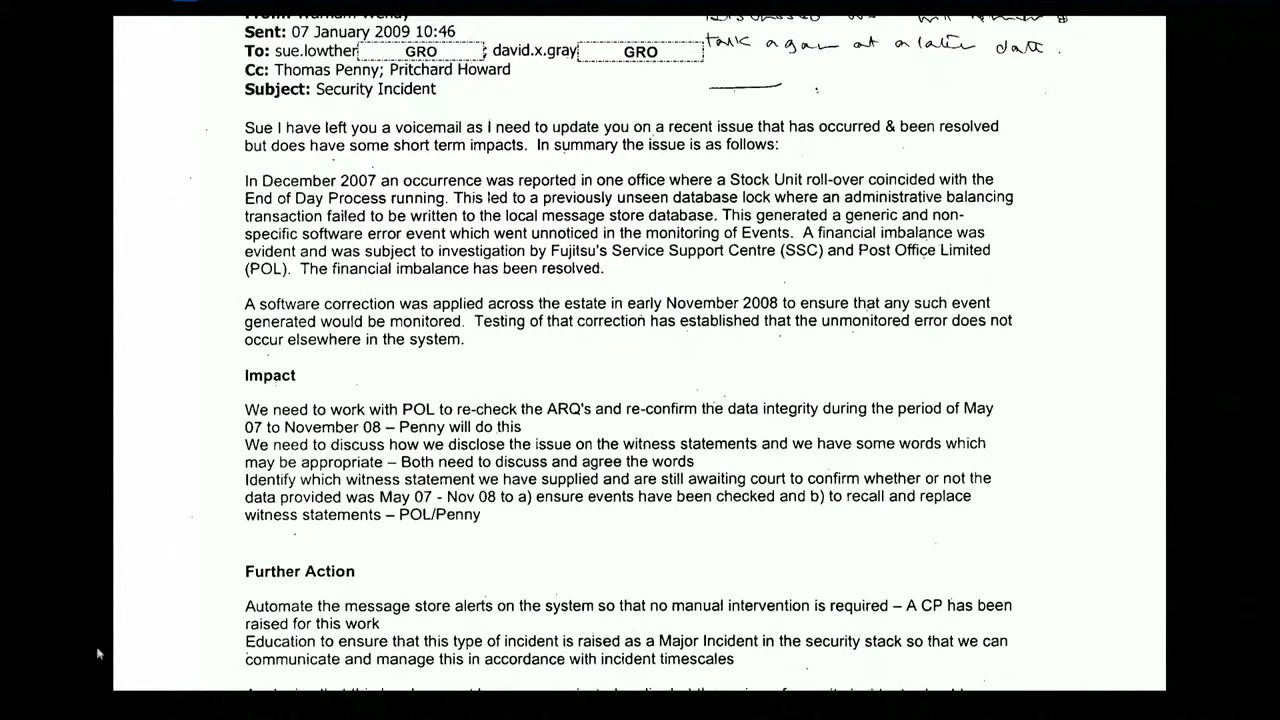 From: Warham Wendy
Sent: 07 January 2009 10:46
To: sue.lowther GRO ; david.x.gray GRO
talk again at a later date.
Cc: Thomas Penny; Pritchard Howard
Subject: Security Incident
Sue I have left you a voicemail as I need to update you on a recent issue that has occurred & been resolved
but does have some short term impacts. In summary the issue is as follows:
In December 2007 an occurrence was reported in one office where a Stock Unit roll-over coincided with the
End of Day Process running. This led to a previously unseen database lock where an administrative balancing
transaction failed to be written to the local message store database. This generated a generic and non-
specific software error event which went unnoticed in the monitoring of Events. A financial imbalance was
evident and was subject to investigation by Fujitsu's Service Support Centre (SSC) and Post Office Limited
(POL). The financial imbalance has been resolved.
A software correction was applied across the estate in early November 2008 to ensure that any such event
generated would be monitored. Testing of that correction has established that the unmonitored error does not
occur elsewhere in the system.
Impact
We need to work with POL to re-check the ARQ's and re-confirm the data integrity during the period of May
07 to November 08 – Penny will do this
We need to discuss how we disclose the issue on the witness statements and we have some words which
may be appropriate – Both need to discuss and agree the words
Identify which witness statement we have supplied and are still awaiting court to confirm whether or not the
data provided was May 07 - Nov 08 to a) ensure events have been checked and b) to recall and replace
witness statements – POL/Penny
Further Action
Automate the message store alerts on the system so that no manual intervention is required – A CP has been
raised for this work
Education to ensure that this type of incident is raised as a Major Incident in the security stack so that we can
communicate and manage this in accordance with incident timescales